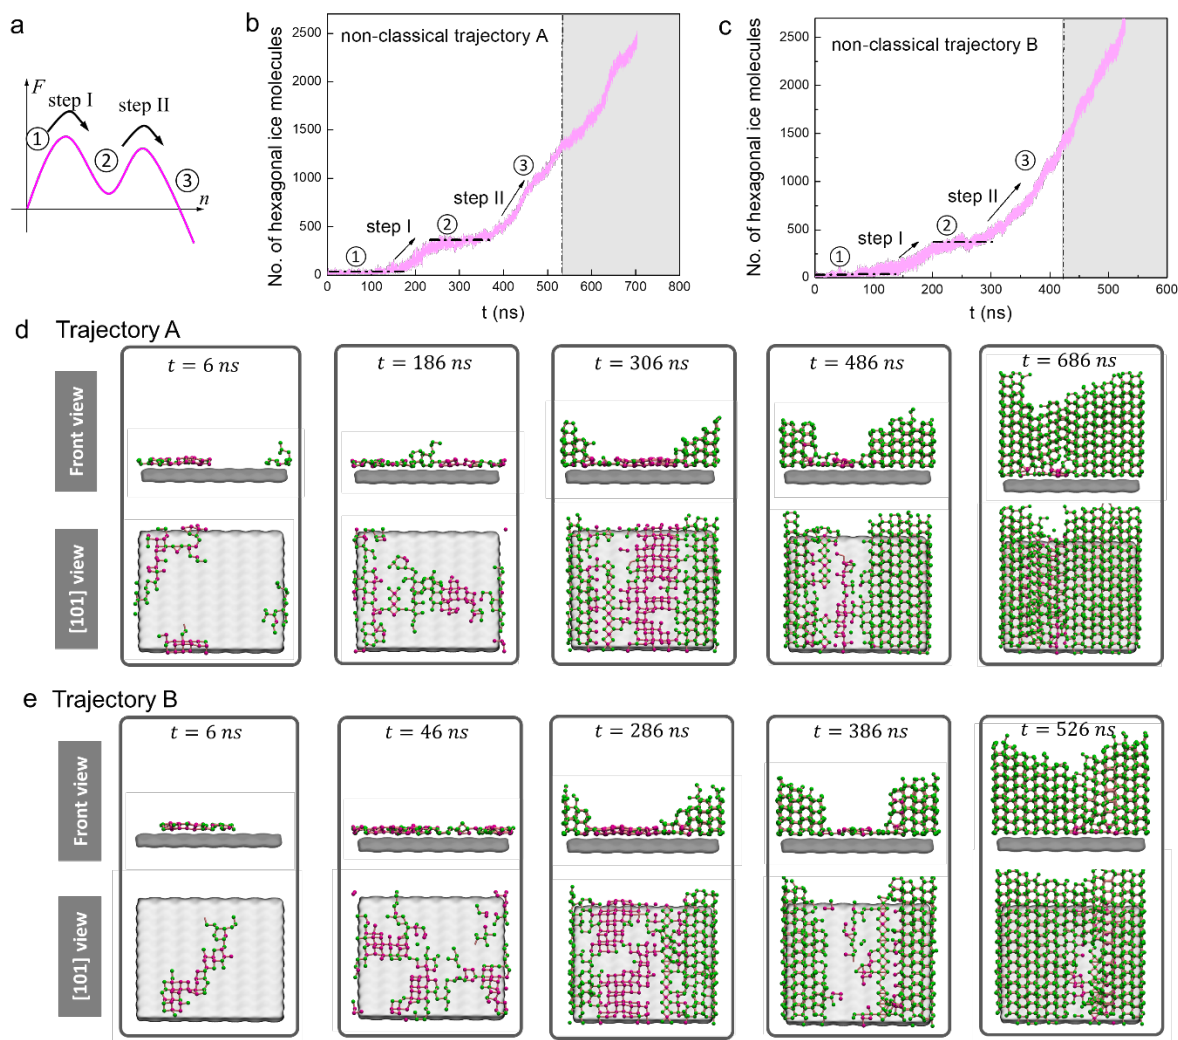 a
F
step I
step II
①
②
③
n
b
No. of hexagonal ice molecules
2500
2000
1500
1000
500
0
non-classical trajectory A
①
step I
②
step II
③
0 100 200 300 400 500 600 700 800
t (ns)
c
No. of hexagonal ice molecules
2500
2000
1500
1000
500
0
non-classical trajectory B
①
step I
②
step II
③
0 100 200 300 400 500 600
t (ns)
d Trajectory A
t = 6 ns
t = 186 ns
t = 306 ns
t = 486 ns
t = 686 ns
Front view
[101] view
e Trajectory B
t = 6 ns
t = 46 ns
t = 286 ns
t = 386 ns
t = 526 ns
Front view
[101] view